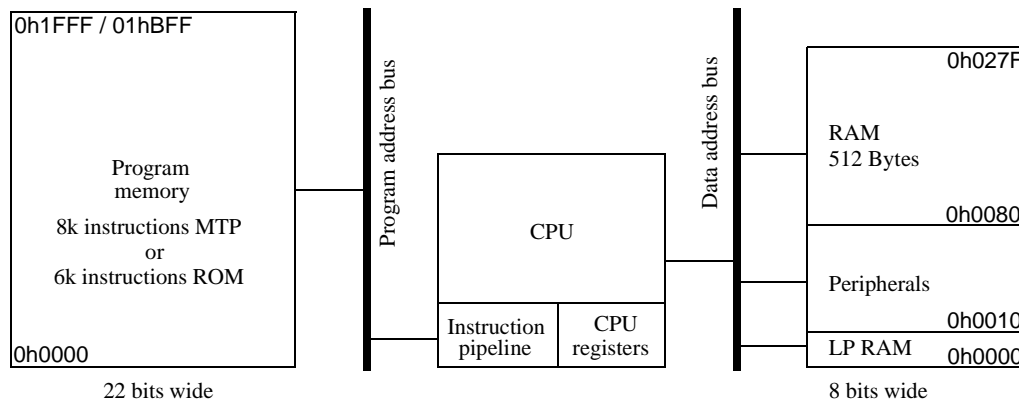 0h1FFF / 01hBFF
Program
memory
8k instructions MTP
or
6k instructions ROM
0h0000
22 bits wide
Program address bus
CPU
Instruction
pipeline
CPU
registers
Data address bus
0h027F
RAM
512 Bytes
0h0080
Peripherals
0h0010
LP RAM
0h0000
8 bits wide